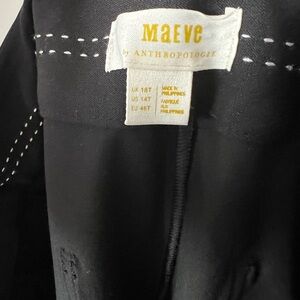 Maeve
by ANTHROPOLOGIE
UK 18T
US 14T
EU 46T
MADE IN
PHILIPPINES
FABRIQUÉ
AUX
PHILIPPINES